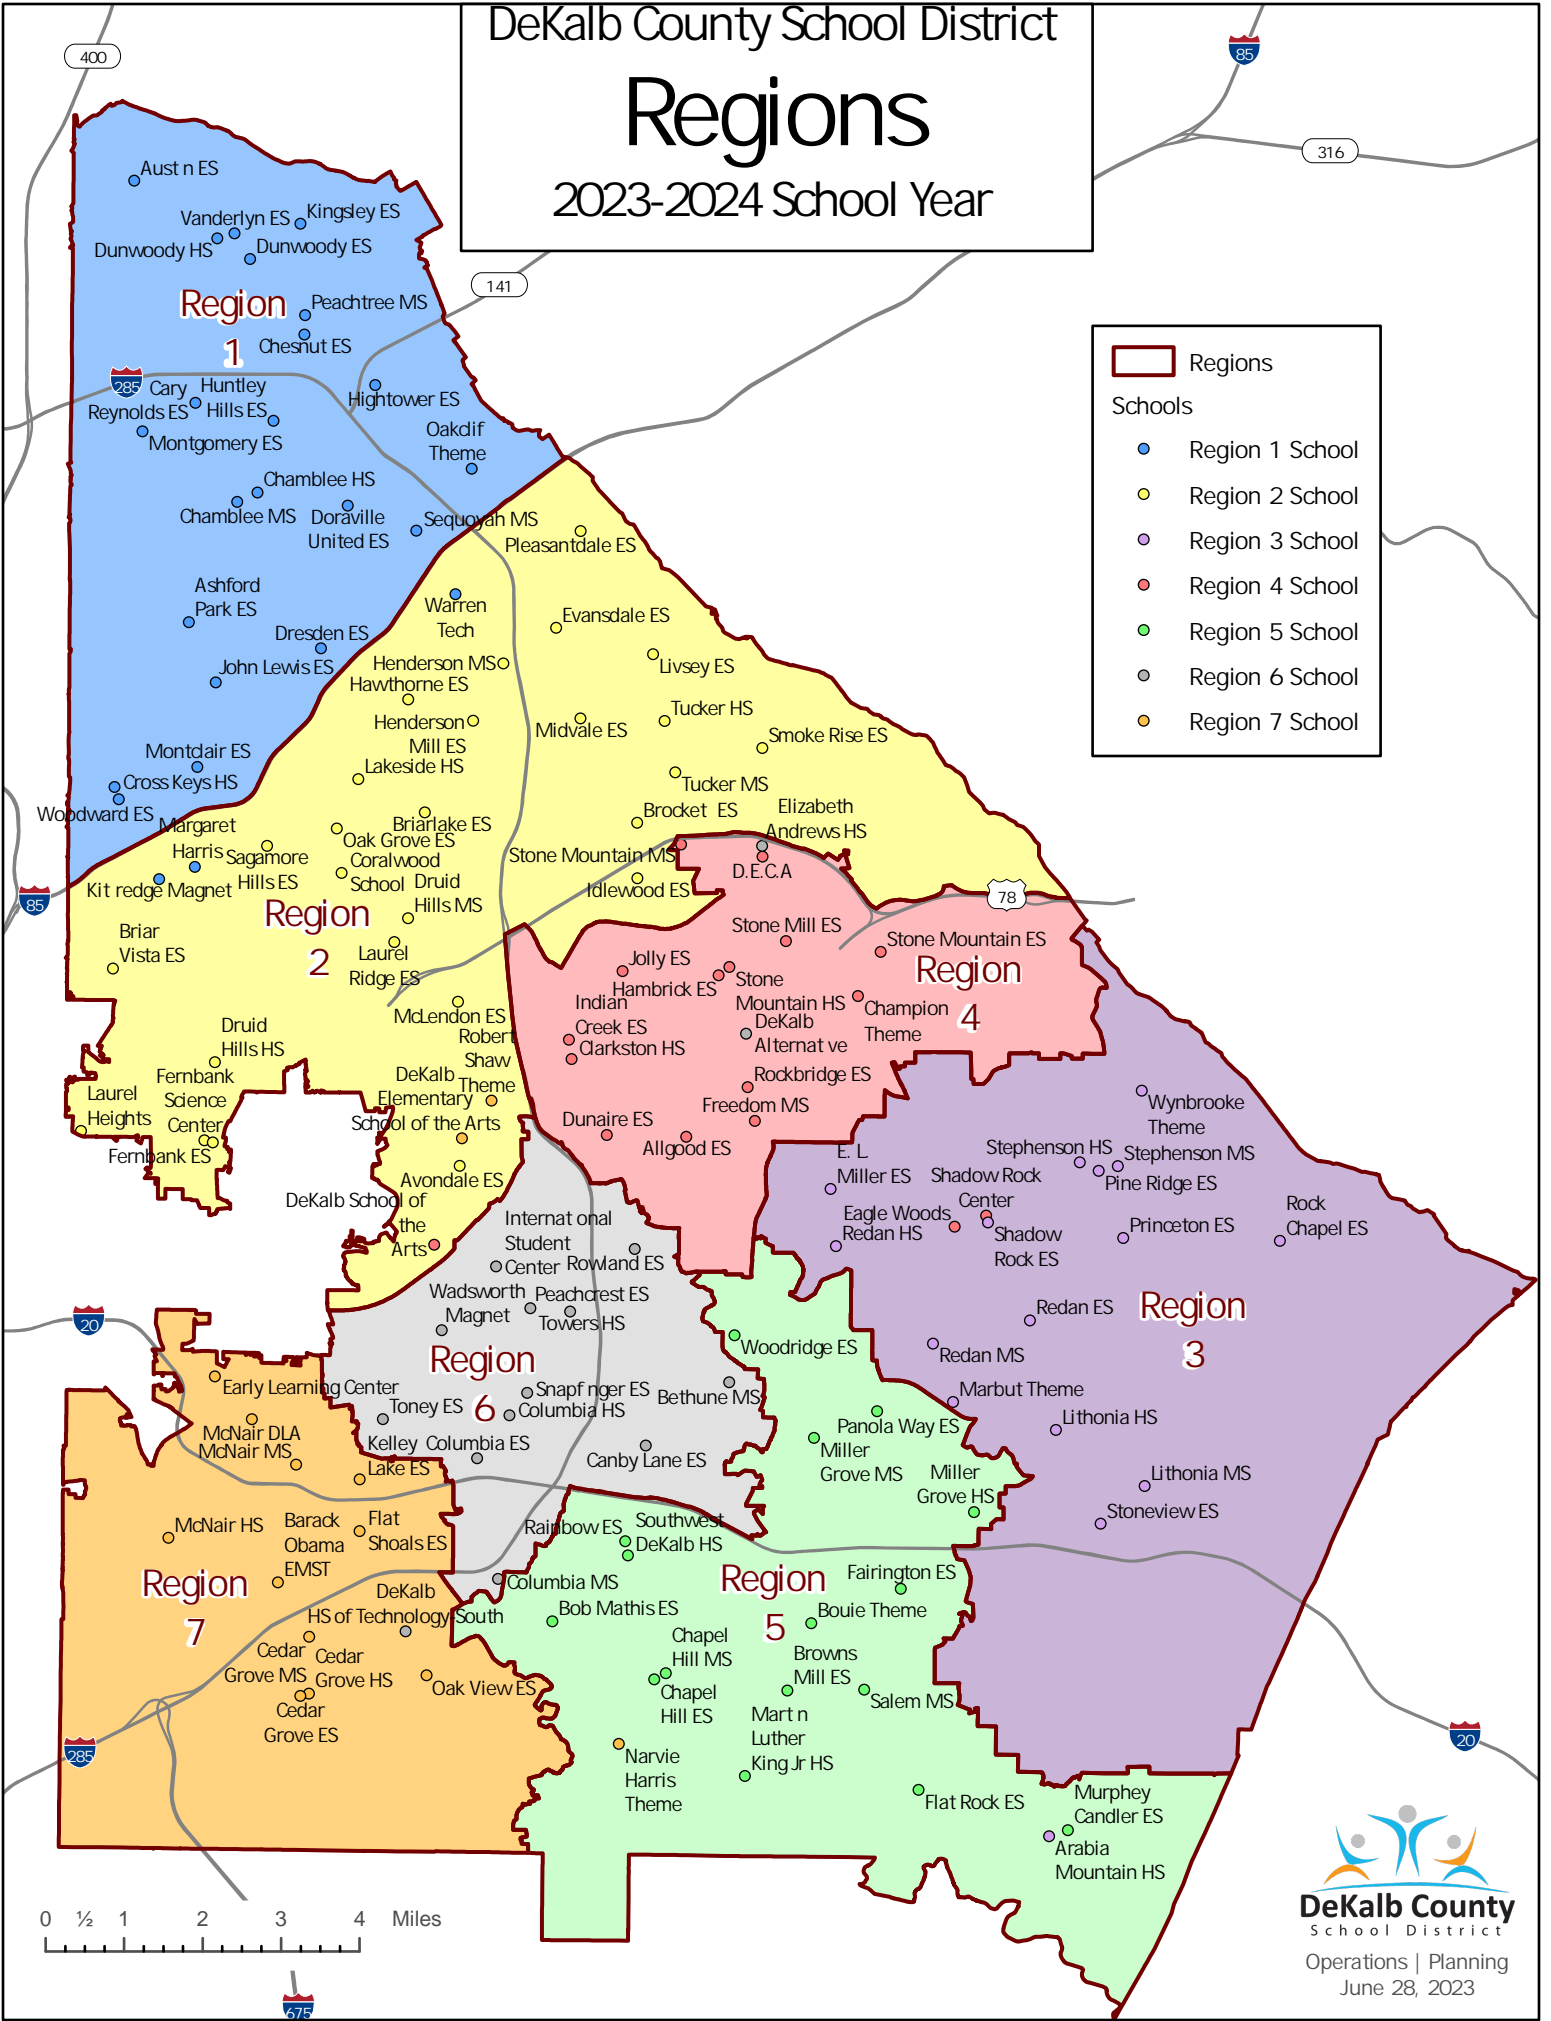 DeKalb County School District
Regions
2023-2024 School Year
400
85
316
141
Aust n ES
Vanderlyn ES
Kingsley ES
Dunwoody HS
Dunwoody ES
Region
1
Peachtree MS
Chesnut ES
285
Cary
Reynolds ES
Huntley
Hills ES
Hightower ES
Montgomery ES
Oakclif
Theme
Chamblee HS
Chamblee MS
Doraville
United ES
Sequoyah MS
Pleasantdale ES
Ashford
Park ES
Warren
Tech
Evansdale ES
Dresden ES
John Lewis ES
Henderson MS
Hawthorne ES
Livsey ES
Henderson
Mill ES
Midvale ES
Tucker HS
Smoke Rise ES
Montclair ES
Cross Keys HS
Woodward ES
Lakeside HS
Tucker MS
Margaret
Harris
Briarlake ES
Brocket  ES
Elizabeth
Andrews HS
Oak Grove ES
Sagamore
Hills ES
Coralwood
School
Stone Mountain MS
D.E.C.A
Kit redge Magnet
Druid
Hills MS
Idlewood ES
85
78
Region
2
Briar
Vista ES
Laurel
Ridge ES
Stone Mill ES
Stone Mountain ES
Jolly ES
Hambrick ES
Stone
Mountain HS
Region
4
Champion
Theme
McLendon ES
Indian
Creek ES
Clarkston HS
DeKalb
Alternat ve
Druid
Hills HS
Robert
Shaw
Theme
Fernbank
Science
Center
DeKalb
Elementary
School of the Arts
Rockbridge ES
Laurel
Heights
Freedom MS
Dunaire ES
Allgood ES
Fernbank ES
Wynbrooke
Theme
Avondale ES
E. L.
Miller ES
Stephenson HS
Stephenson MS
Pine Ridge ES
Shadow Rock
Center
DeKalb School of
the
Arts
Internat onal
Student
Center
Rowland ES
Eagle Woods
Redan HS
Shadow
Rock ES
Princeton ES
Rock
Chapel ES
Wadsworth
Magnet
Peachcrest ES
Towers HS
Redan ES
Region
3
20
Woodridge ES
Redan MS
Region
6
Early Learning Center
Snapf nger ES
Columbia HS
Toney ES
Bethune MS
Marbut Theme
Lithonia HS
McNair DLA
McNair MS
Kelley
Lake ES
Columbia ES
Canby Lane ES
Panola Way ES
Miller
Grove MS
Miller
Grove HS
Lithonia MS
Stoneview ES
McNair HS
Barack
Obama
EMST
Flat
Shoals ES
Rainbow ES
Southwest
DeKalb HS
Region
7
Columbia MS
Region
5
Fairington ES
DeKalb
HS of Technology-South
Bob Mathis ES
Bouie Theme
Cedar
Grove MS
Cedar
Grove HS
Cedar
Grove ES
Oak View ES
Chapel
Hill MS
Chapel
Hill ES
Browns
Mill ES
Salem MS
Mart n
Luther
King Jr HS
Narvie
Harris
Theme
Flat Rock ES
Murphey
Candler ES
Arabia
Mountain HS
285
20
675
Regions
Schools
Region 1 School
Region 2 School
Region 3 School
Region 4 School
Region 5 School
Region 6 School
Region 7 School
0 ½ 1 2 3 4 Miles
DeKalb County
School District
Operations | Planning
June 28, 2023